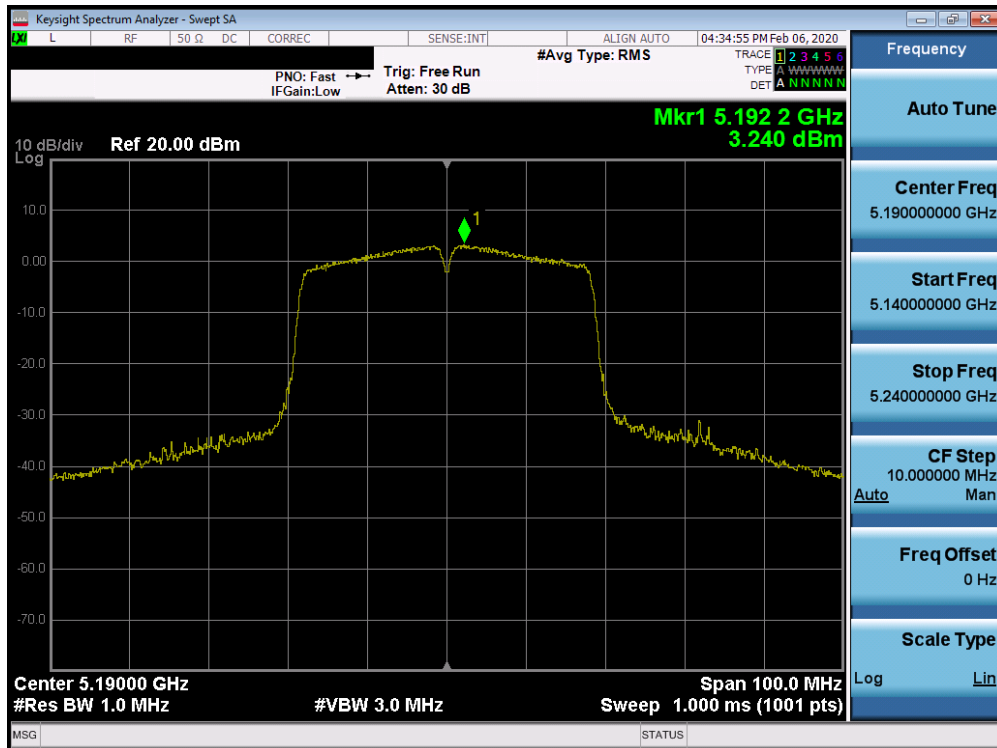 Keysight Spectrum Analyzer - Swept SA
LXI L RF 50 Ω DC CORREC SENSE:INT ALIGN AUTO 04:34:55 PM Feb 06, 2020
PNO: Fast
IFGain:Low
Trig: Free Run
Atten: 30 dB
#Avg Type: RMS
TRACE 1 2 3 4 5 6
TYPE A WWWWWW
DET A N N N N N
Mkr1 5.192 2 GHz
3.240 dBm
10 dB/div
Log
Ref 20.00 dBm
1
10.0
0.00
-10.0
-20.0
-30.0
-40.0
-50.0
-60.0
-70.0
Center 5.19000 GHz
Span 100.0 MHz
#Res BW 1.0 MHz
#VBW 3.0 MHz
Sweep 1.000 ms (1001 pts)
MSG
STATUS
Frequency
Auto Tune
Center Freq
5.190000000 GHz
Start Freq
5.140000000 GHz
Stop Freq
5.240000000 GHz
CF Step
10.000000 MHz
Auto Man
Freq Offset
0 Hz
Scale Type
Log Lin